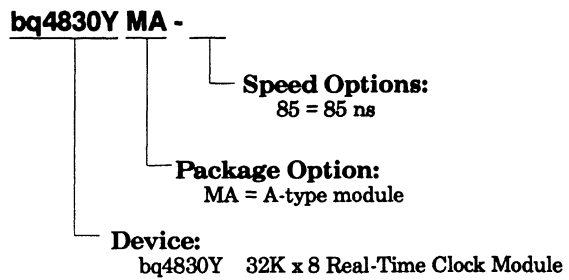 bq4830Y MA -
Speed Options:
85 = 85 ns
Package Option:
MA = A-type module
Device:
bq4830Y 32K x 8 Real-Time Clock Module